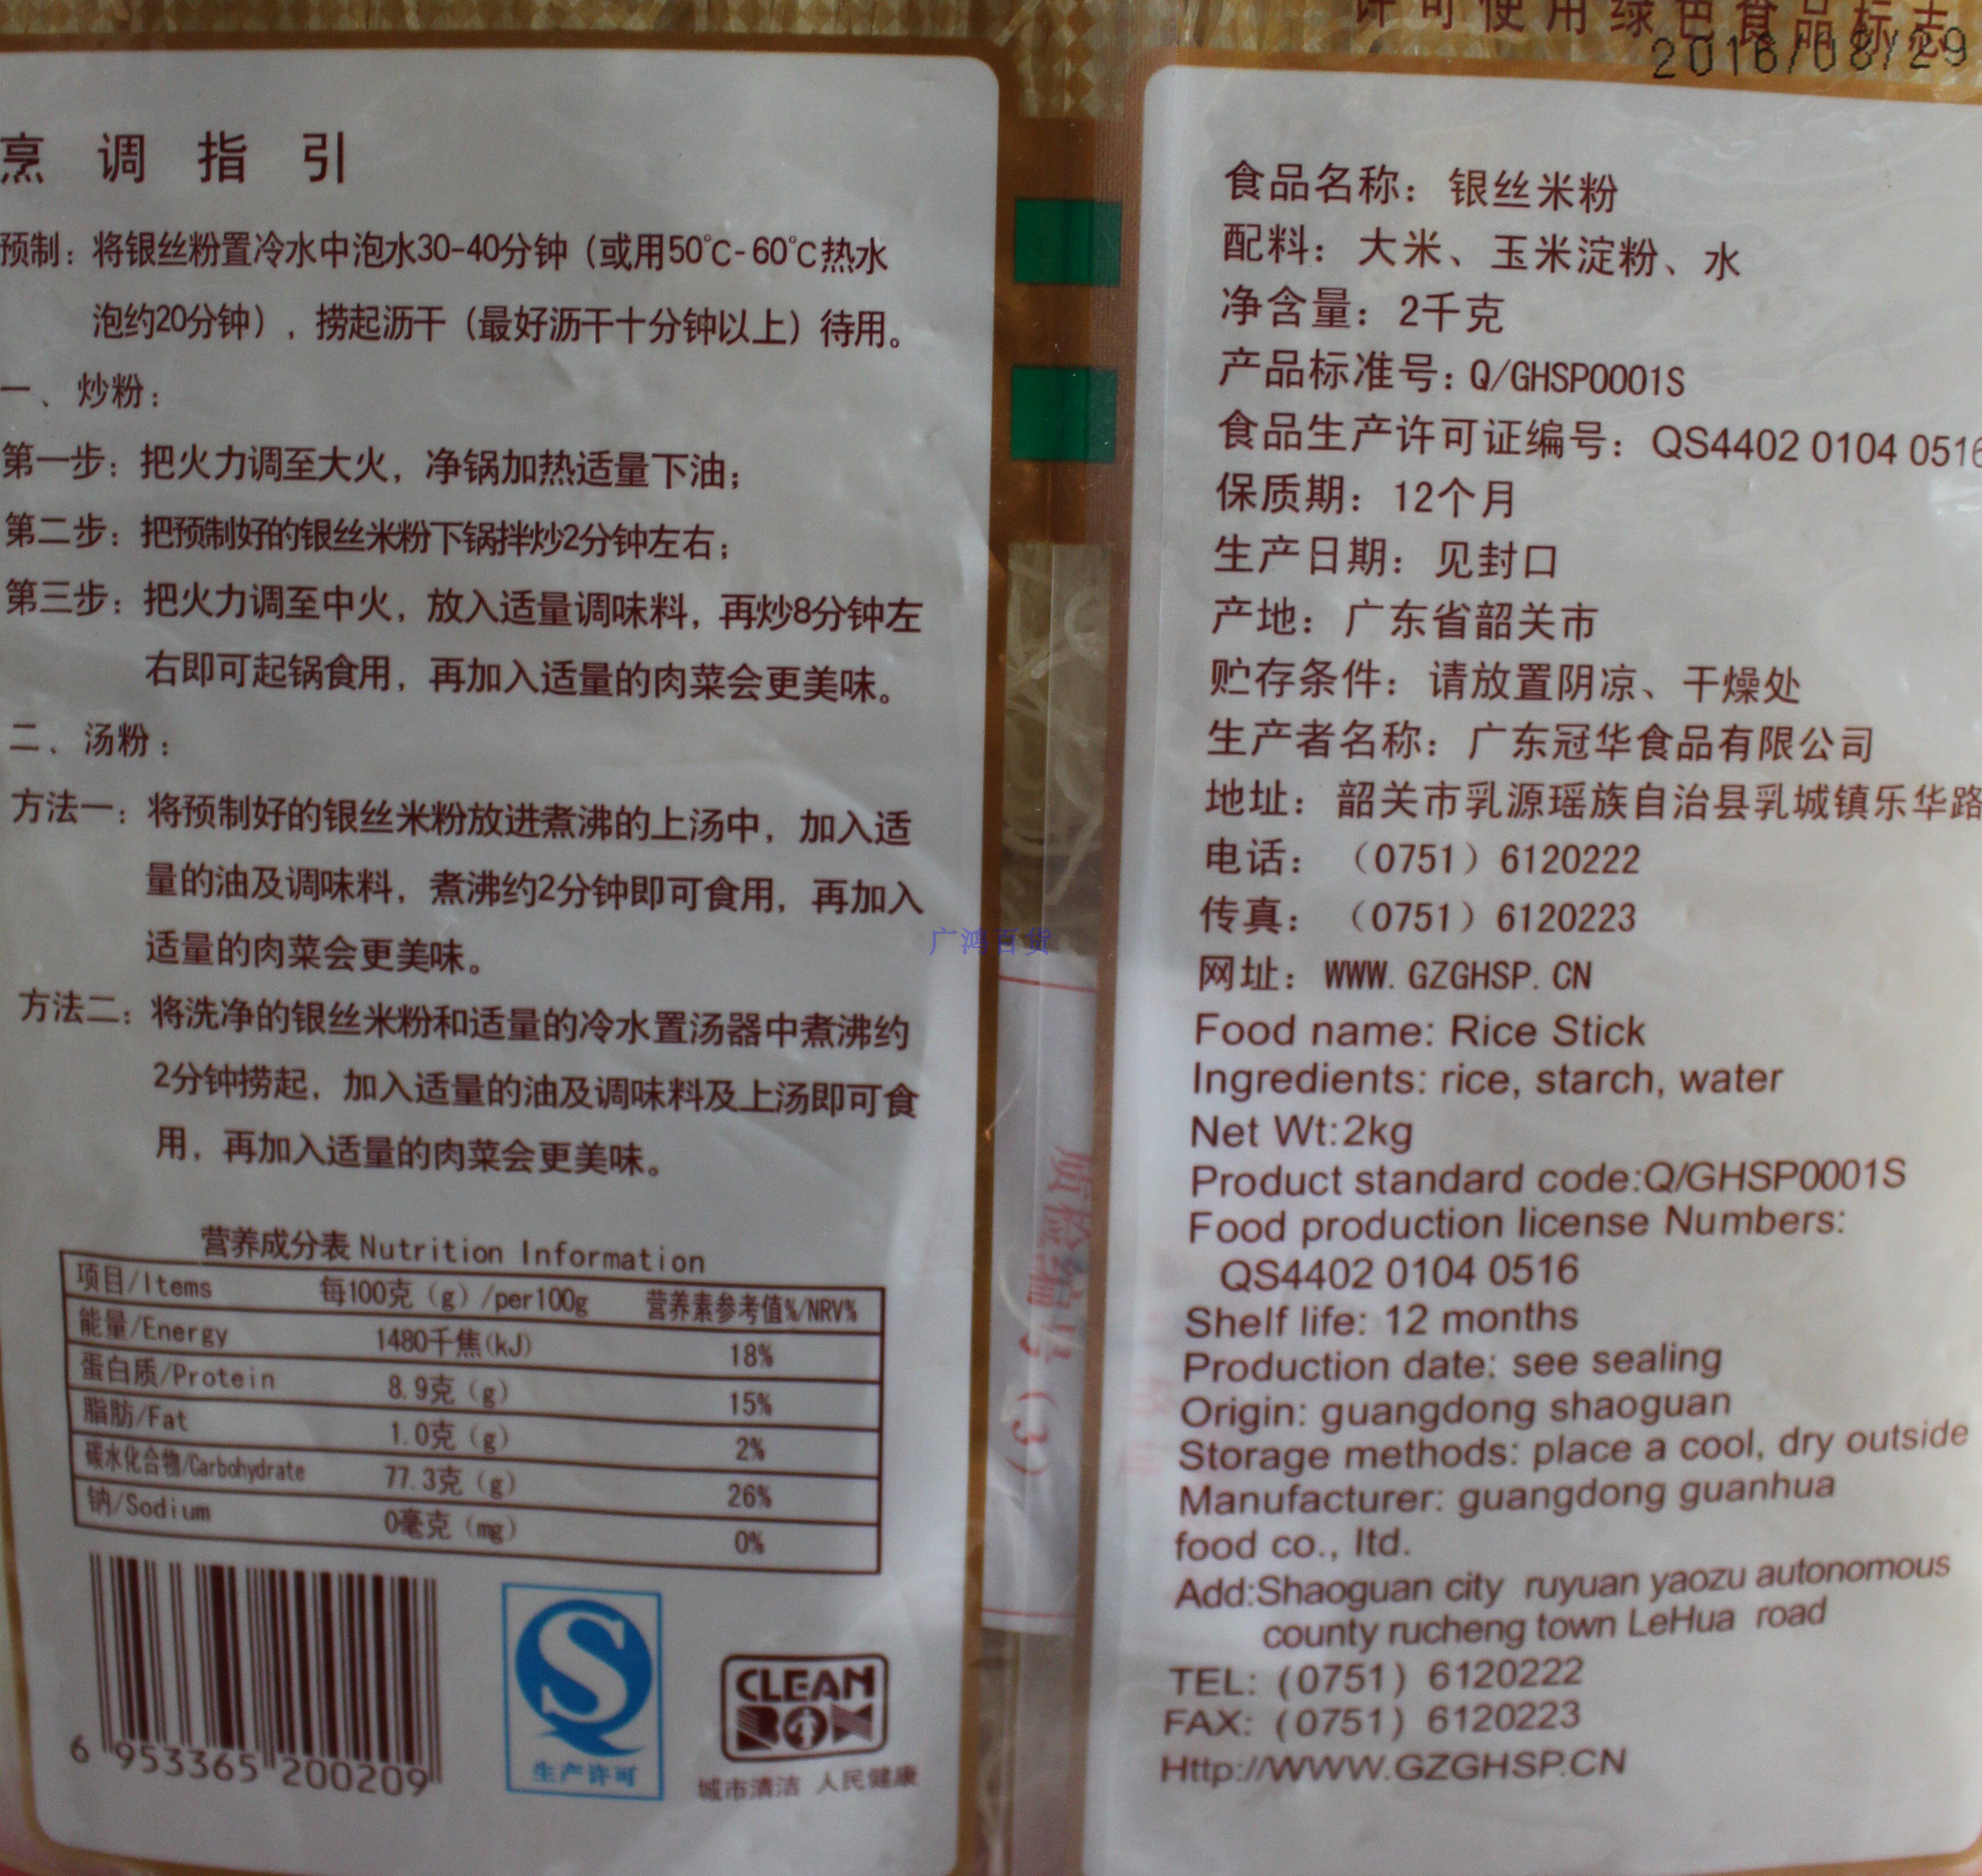 许可使用绿色食品标志
2016/08/29
烹调指引
预制：将银丝粉置冷水中泡水30-40分钟（或用50℃-60℃热水
泡约20分钟），捞起沥干（最好沥干十分钟以上）待用。
一、炒粉：
第一步：把火力调至大火，净锅加热适量下油；
第二步：把预制好的银丝米粉下锅拌炒2分钟左右；
第三步：把火力调至中火，放入适量调味料，再炒8分钟左
右即可起锅食用，再加入适量的肉菜会更美味。
二、汤粉：
方法一：将预制好的银丝米粉放进煮沸的上汤中，加入适
量的油及调味料，煮沸约2分钟即可食用，再加入
适量的肉菜会更美味。
方法二：将洗净的银丝米粉和适量的冷水置汤器中煮沸约
2分钟捞起，加入适量的油及调味料及上汤即可食
用，再加入适量的肉菜会更美味。
营养成分表 Nutrition Information
项目/Items 每100克（g）/per100g 营养素参考值%/NRV%
能量/Energy 1480千焦(kJ) 18%
蛋白质/Protein 8.9克（g） 15%
脂肪/Fat 1.0克（g） 2%
碳水化合物/Carbohydrate 77.3克（g） 26%
钠/Sodium 0毫克（mg） 0%
6 953365 200209
生产许可
CLEAN
BOX
城市清洁 人民健康
广鸿百货
质检编号（3）
食品名称：银丝米粉
配料：大米、玉米淀粉、水
净含量：2千克
产品标准号：Q/GHSP0001S
食品生产许可证编号：QS4402 0104 0516
保质期：12个月
生产日期：见封口
产地：广东省韶关市
贮存条件：请放置阴凉、干燥处
生产者名称：广东冠华食品有限公司
地址：韶关市乳源瑶族自治县乳城镇乐华路
电话：（0751）6120222
传真：（0751）6120223
网址：WWW.GZGHSP.CN
Food name: Rice Stick
Ingredients: rice, starch, water
Net Wt:2kg
Product standard code:Q/GHSP0001S
Food production license Numbers:
QS4402 0104 0516
Shelf life: 12 months
Production date: see sealing
Origin: guangdong shaoguan
Storage methods: place a cool, dry outside
Manufacturer: guangdong guanhua
food co., ltd.
Add:Shaoguan city ruyuan yaozu autonomous
county rucheng town LeHua road
TEL:（0751）6120222
FAX:（0751）6120223
Http://WWW.GZGHSP.CN